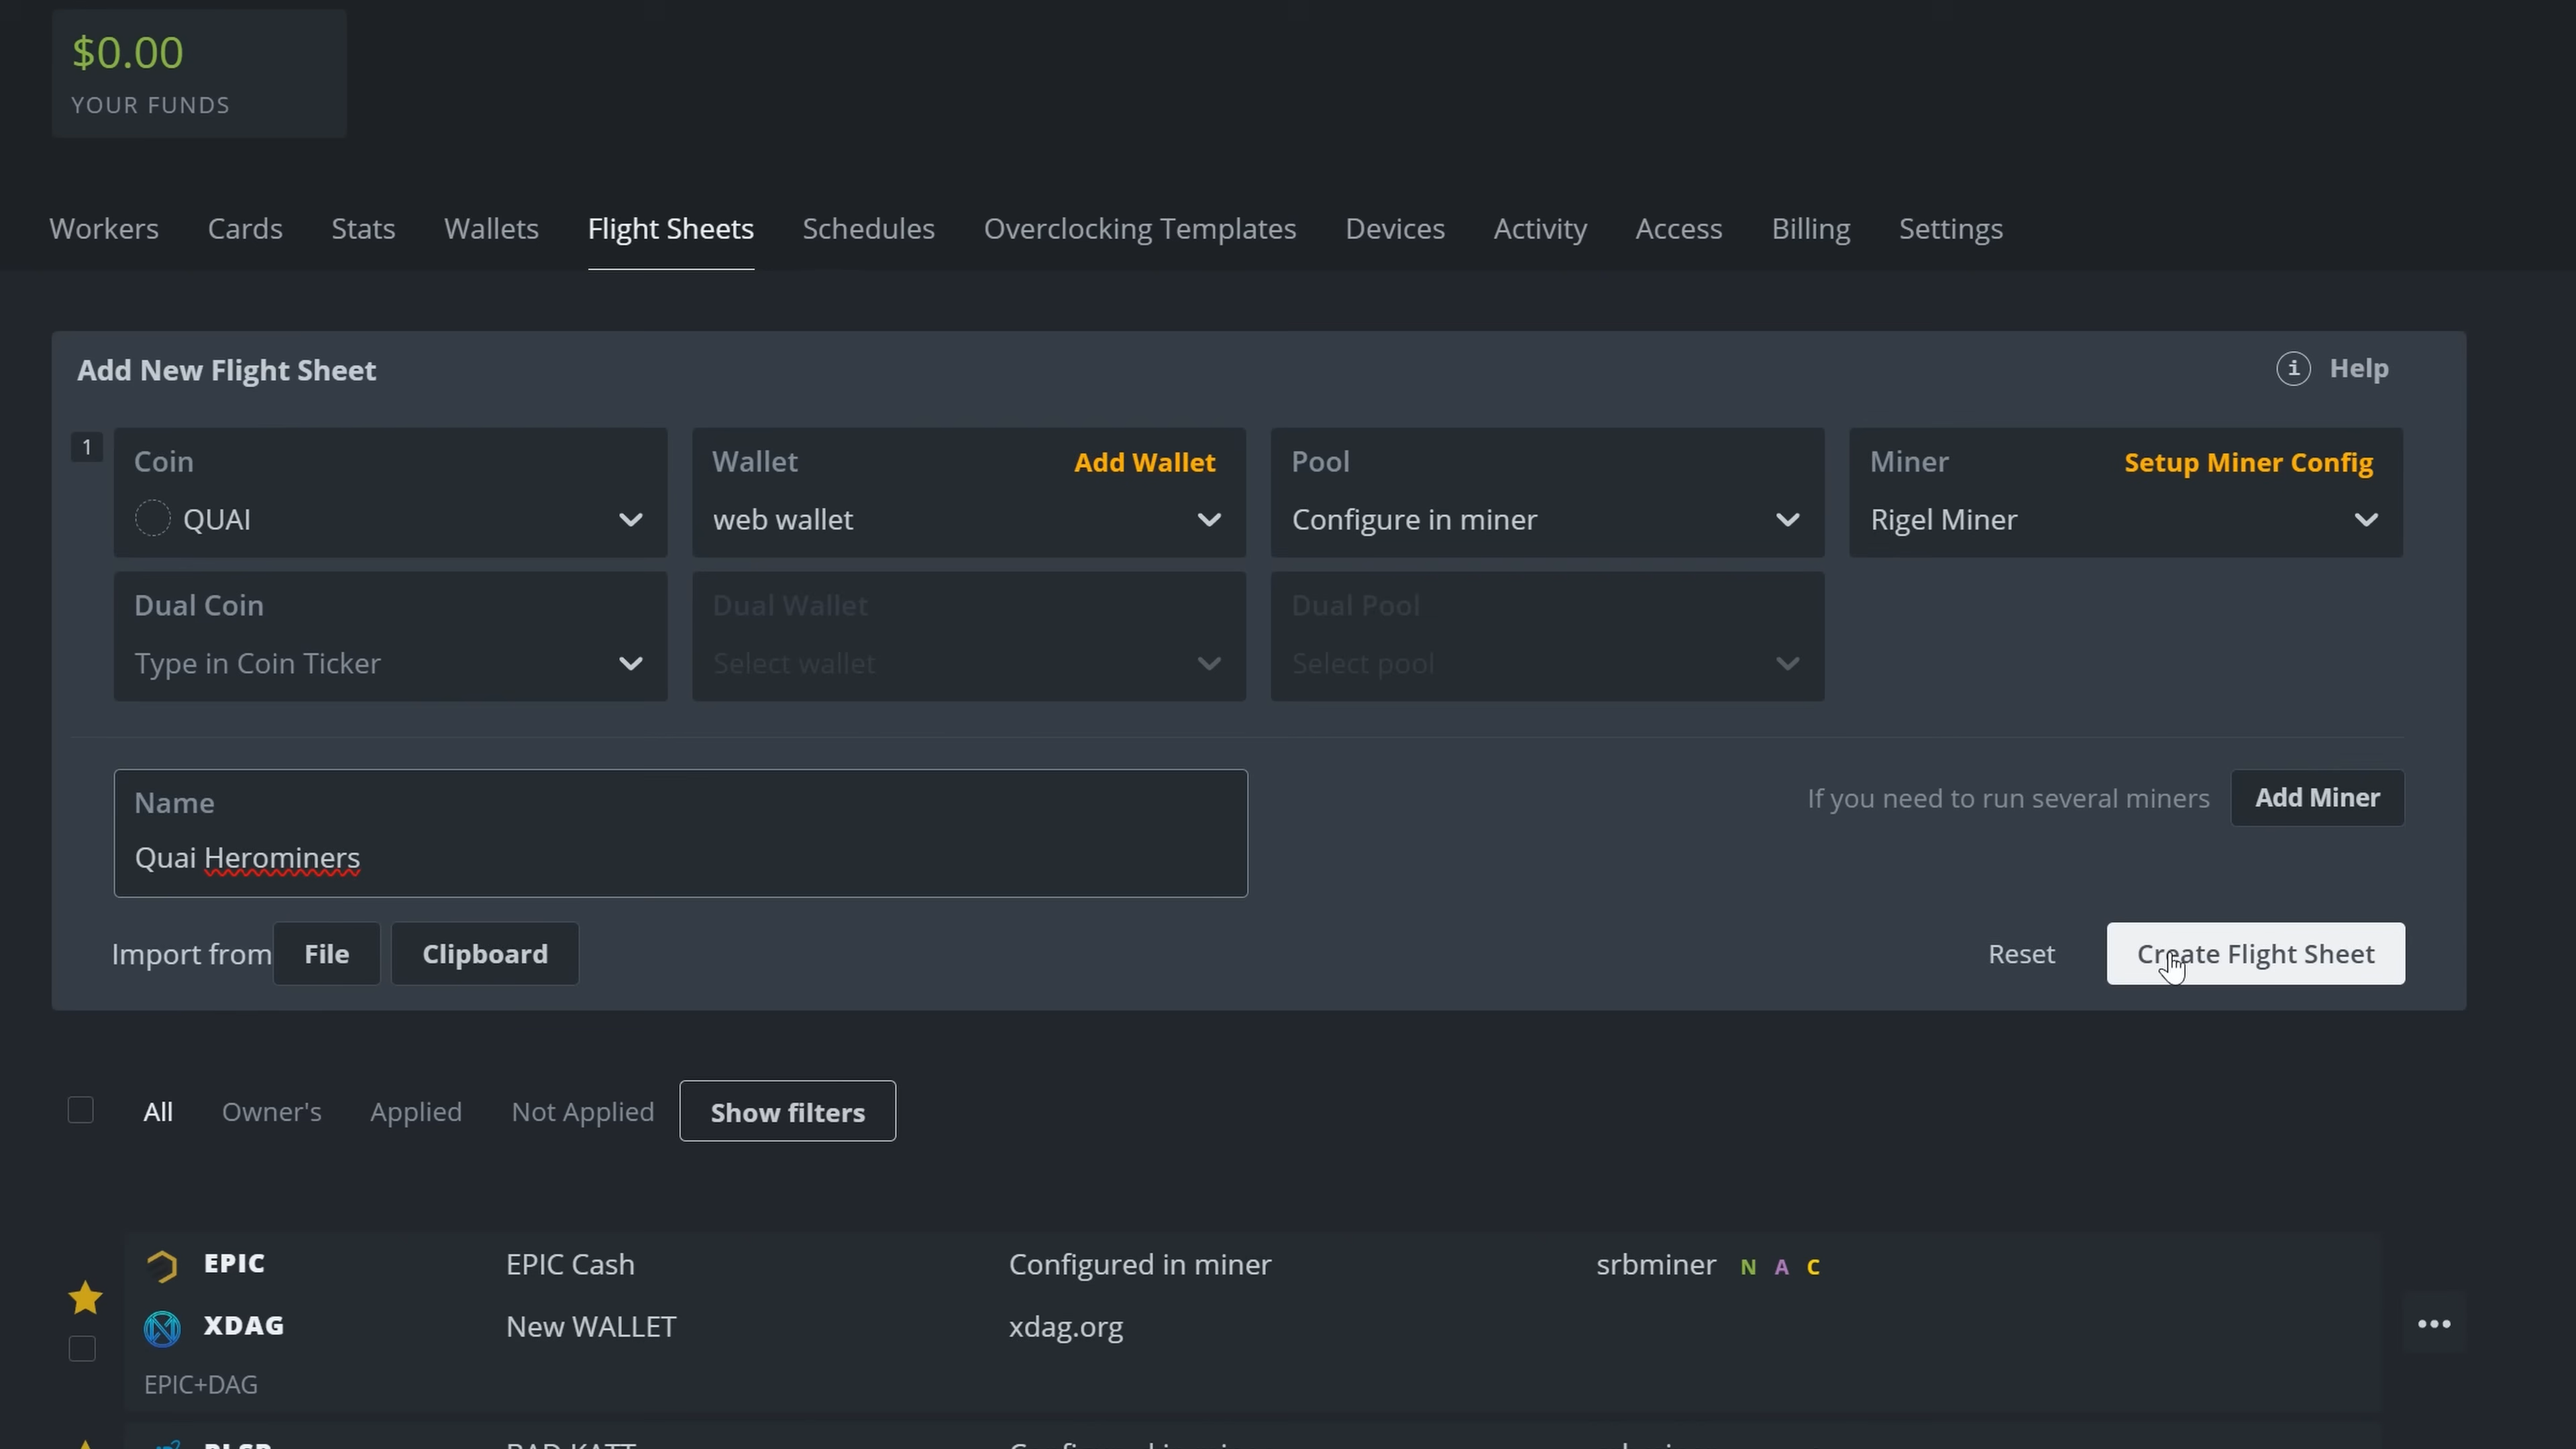 $0.00
YOUR FUNDS
Workers Cards Stats Wallets Flight Sheets Schedules Overclocking Templates Devices Activity Access Billing Settings
Add New Flight Sheet
i Help
1
Coin
QUAI
Wallet Add Wallet
web wallet
Pool
Configure in miner
Miner Setup Miner Config
Rigel Miner
Dual Coin
Type in Coin Ticker
Dual Wallet
Select wallet
Dual Pool
Select pool
Name
Quai Herominers
If you need to run several miners Add Miner
Import from File Clipboard
Reset Create Flight Sheet
All Owner's Applied Not Applied Show filters
EPIC EPIC Cash Configured in miner srbminer N A C
XDAG New WALLET xdag.org
EPIC+DAG